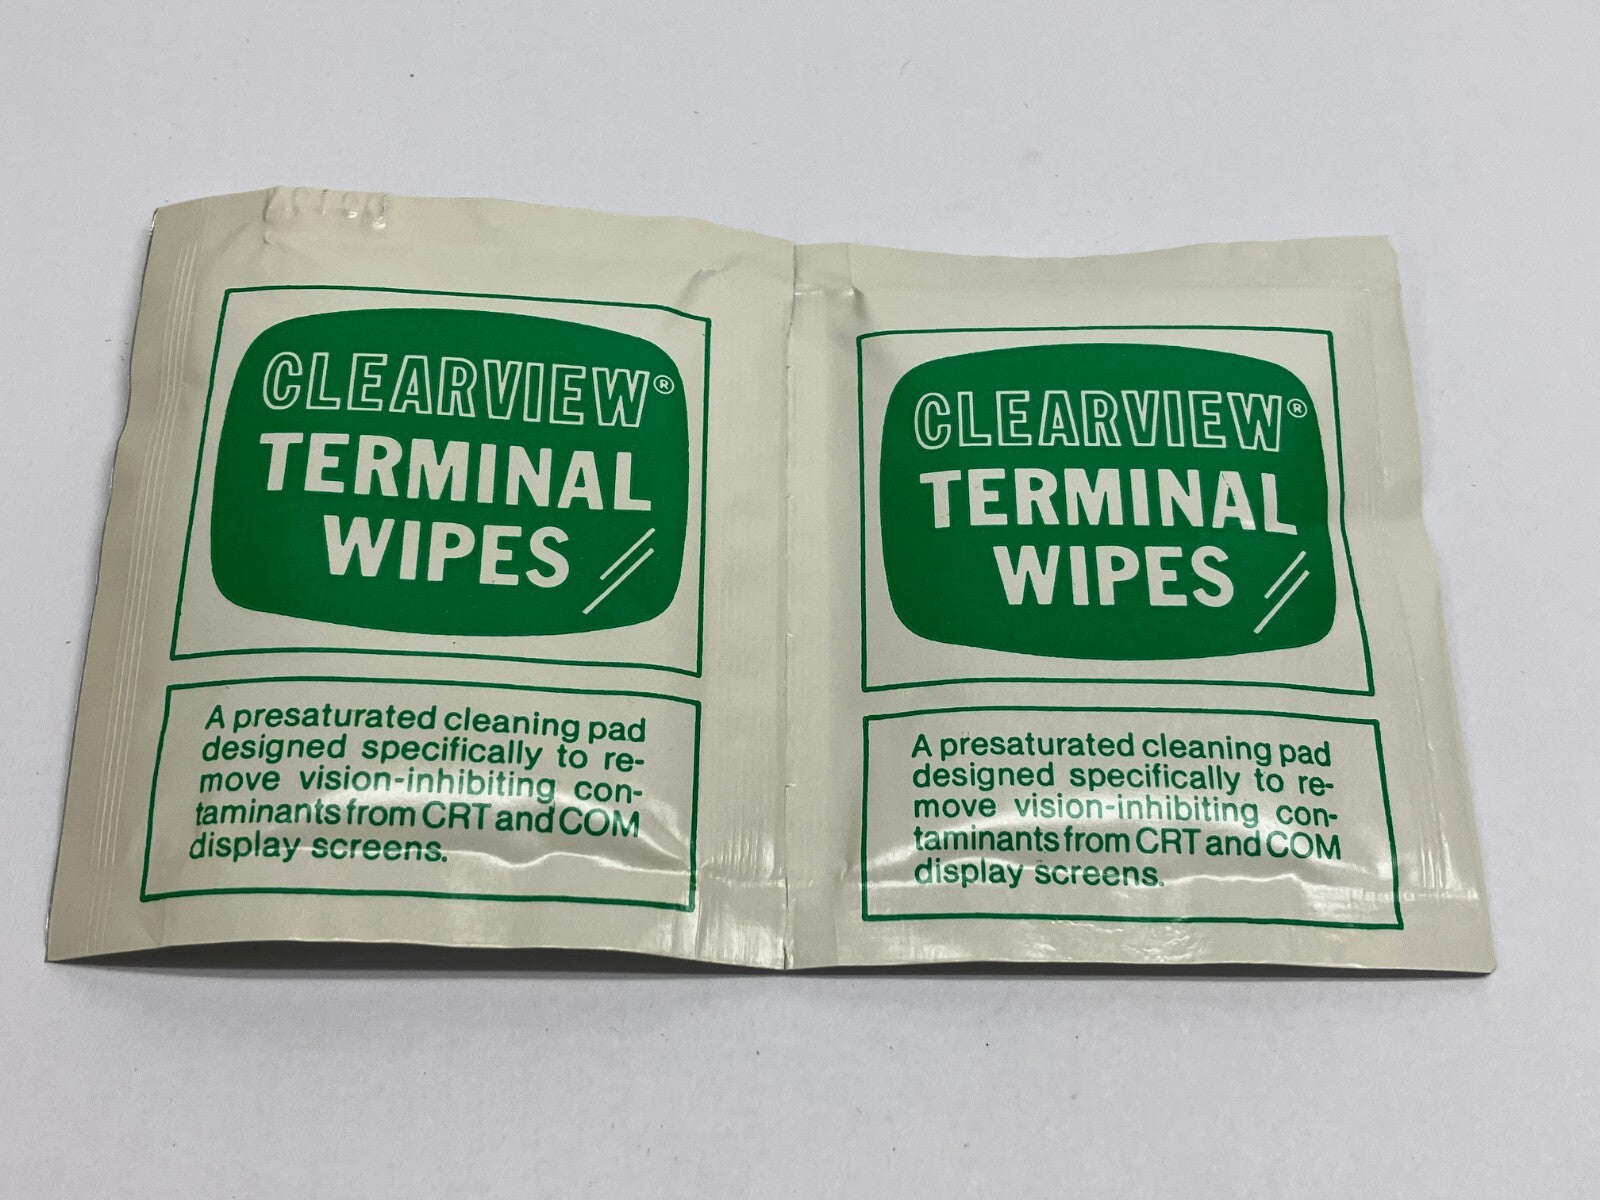 CLEARVIEW®
TERMINAL
WIPES
A presaturated cleaning pad
designed specifically to re-
move vision-inhibiting con-
taminants from CRT and COM
display screens.
CLEARVIEW®
TERMINAL
WIPES
A presaturated cleaning pad
designed specifically to re-
move vision-inhibiting con-
taminants from CRT and COM
display screens.